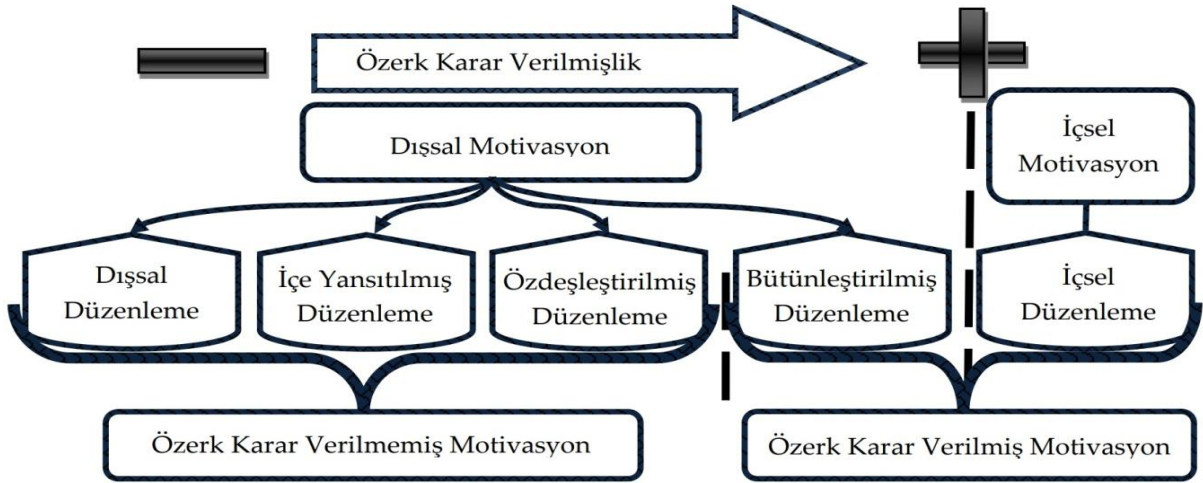 Özerk Karar Verilmişlik
Dışsal Motivasyon
İçsel
Motivasyon
Dışsal
Düzenleme
İçe Yansıtılmış
Düzenleme
Özdeşleştirilmiş
Düzenleme
Bütünleştirilmiş
Düzenleme
İçsel
Düzenleme
Özerk Karar Verilmemiş Motivasyon
Özerk Karar Verilmiş Motivasyon